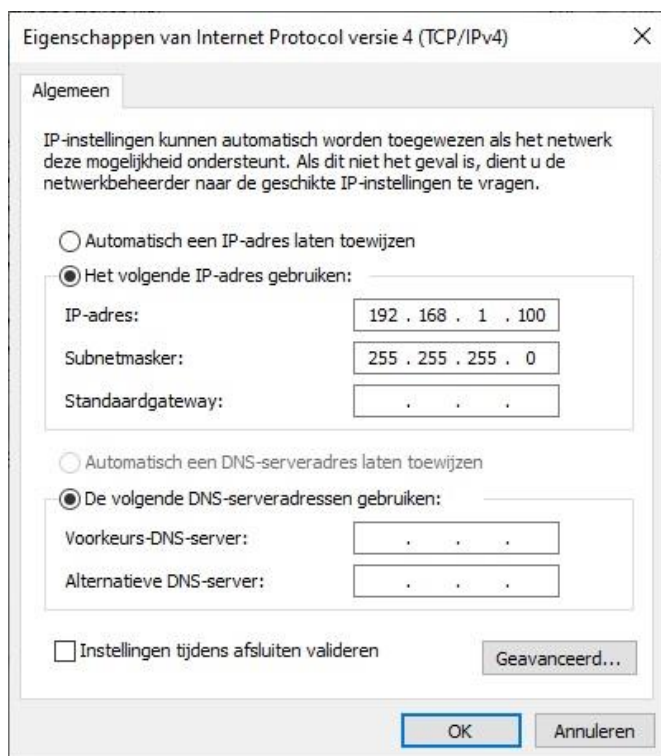 Eigenschappen van Internet Protocol versie 4 (TCP/IPv4)
Algemeen
IP-instellingen kunnen automatisch worden toegewezen als het netwerk
deze mogelijkheid ondersteunt. Als dit niet het geval is, dient u de
netwerkbeheerder naar de geschikte IP-instellingen te vragen.
Automatisch een IP-adres laten toewijzen
Het volgende IP-adres gebruiken:
IP-adres: 192 . 168 . 1 . 100
Subnetmasker: 255 . 255 . 255 . 0
Standaardgateway: . . .
Automatisch een DNS-serveradres laten toewijzen
De volgende DNS-serveradressen gebruiken:
Voorkeurs-DNS-server: . . .
Alternatieve DNS-server: . . .
Instellingen tijdens afsluiten valideren
Geavanceerd...
OK Annuleren